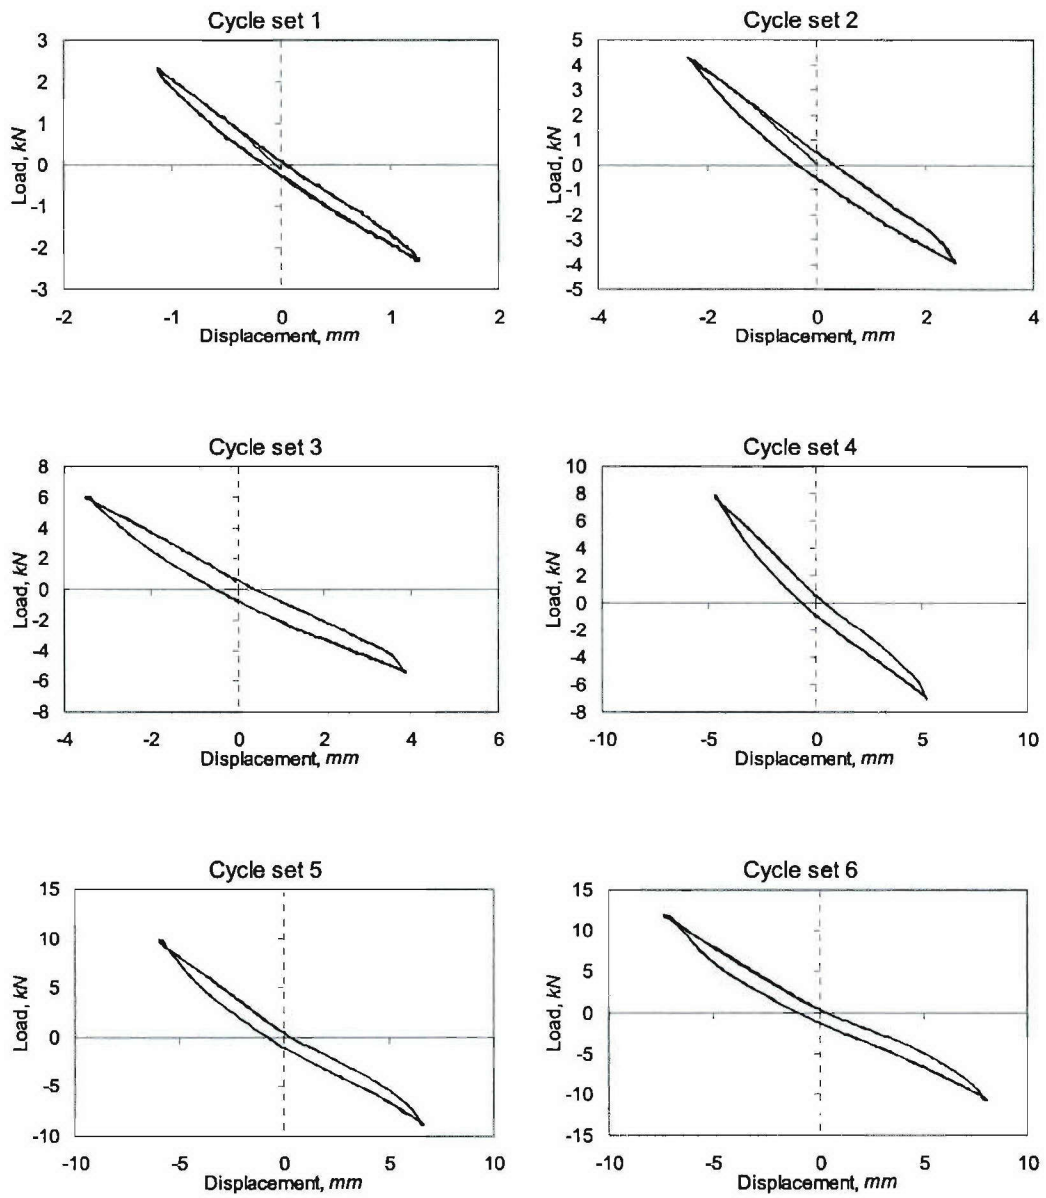 Cycle set 1
3
2
1
0
-1
-2
-3
Load, kN
-2 -1 0 1 2
Displacement, mm
Cycle set 2
5
4
3
2
1
0
-1
-2
-3
-4
-5
Load, kN
-4 -2 0 2 4
Displacement, mm
Cycle set 3
8
6
4
2
0
-2
-4
-6
-8
Load, kN
-4 -2 0 2 4 6
Displacement, mm
Cycle set 4
10
8
6
4
2
0
-2
-4
-6
-8
Load, kN
-10 -5 0 5 10
Displacement, mm
Cycle set 5
15
10
5
0
-5
-10
Load, kN
-10 -5 0 5 10
Displacement, mm
Cycle set 6
15
10
5
0
-5
-10
-15
Load, kN
-10 -5 0 5 10
Displacement, mm